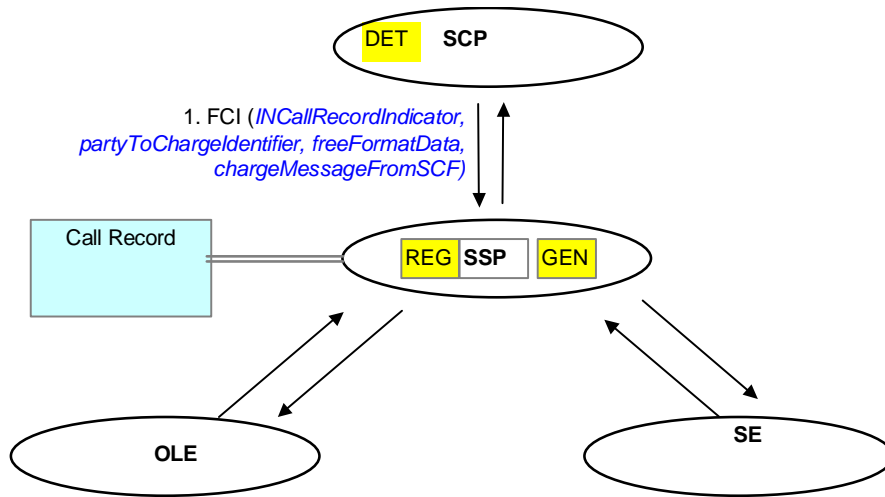 DET SCP
1. FCI (INCallRecordIndicator,
partyToChargeIdentifier, freeFormatData,
chargeMessageFromSCF)
Call Record
REG SSP GEN
OLE
SE